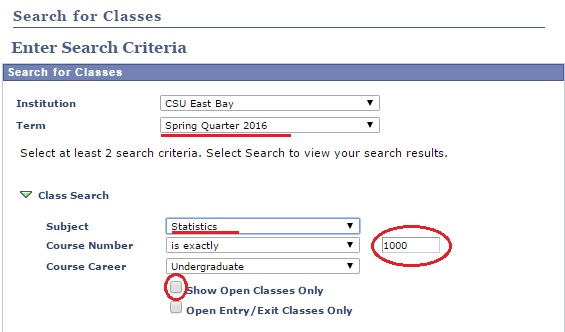 Search for Classes
Enter Search Criteria
Search for Classes
Institution CSU East Bay
Term Spring Quarter 2016
Select at least 2 search criteria. Select Search to view your search results.
Class Search
Subject Statistics
Course Number is exactly 1000
Course Career Undergraduate
Show Open Classes Only
Open Entry/Exit Classes Only